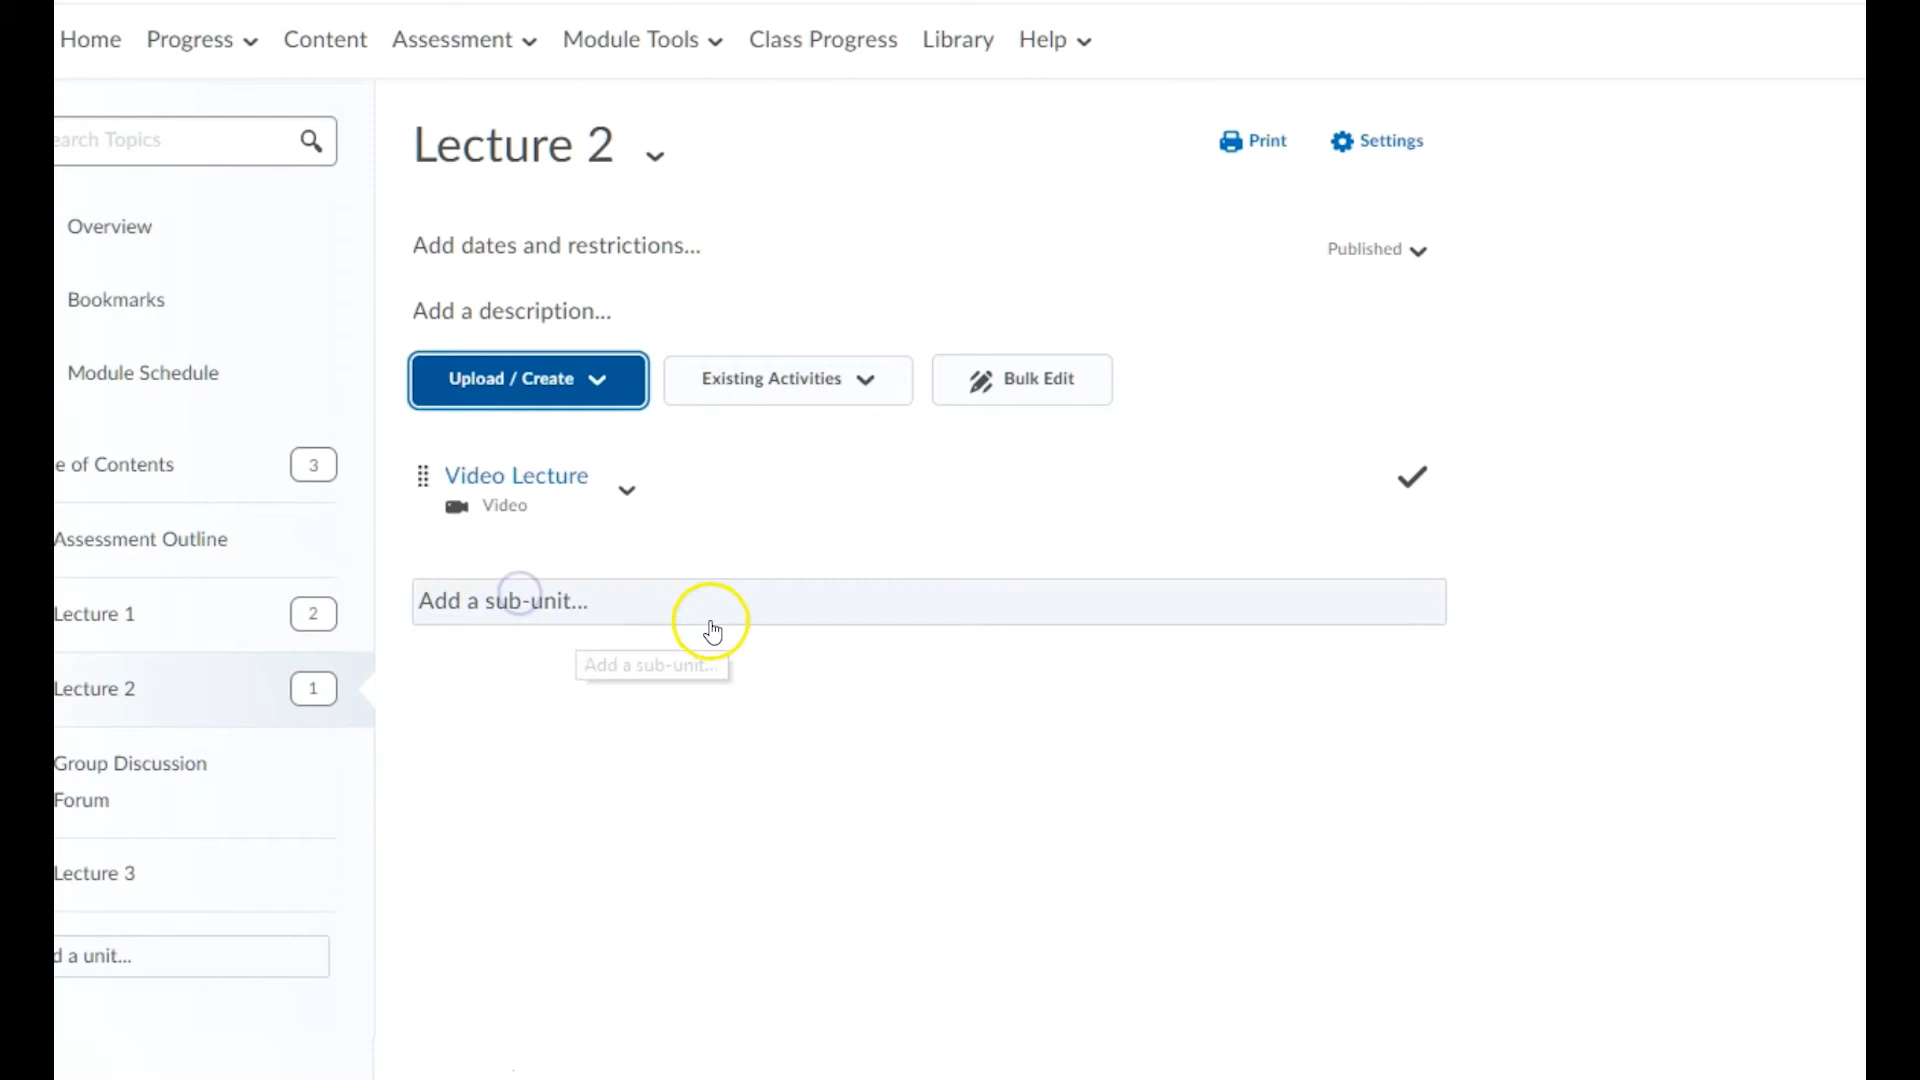 Home Progress Content Assessment Module Tools Class Progress Library Help
earch Topics
Overview
Bookmarks
Module Schedule
e of Contents 3
Assessment Outline
Lecture 1 2
Lecture 2 1
Group Discussion
Forum
Lecture 3
d a unit...
Lecture 2
Print Settings
Add dates and restrictions...
Published
Add a description...
Upload / Create Existing Activities Bulk Edit
Video Lecture
Video
Add a sub-unit...
Add a sub-unit...